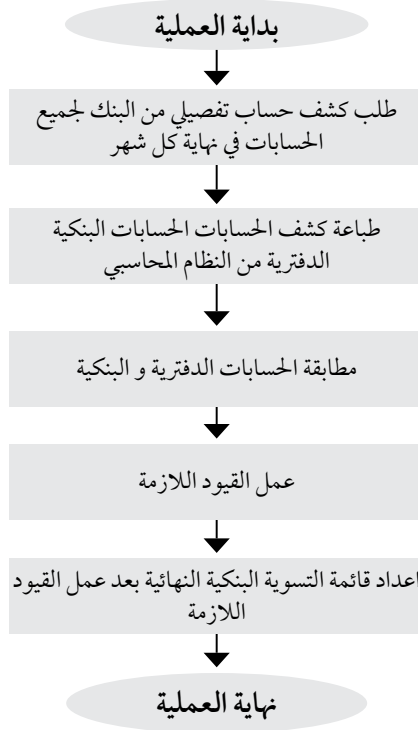 بداية العملية
طلب كشف حساب تفصيلي من البنك لجميع
الحسابات في نهاية كل شهر
طباعة كشف الحسابات الحسابات البنكية
الدفترية من النظام المحاسبي
مطابقة الحسابات الدفترية و البنكية
عمل القيود اللازمة
اعداد قائمة التسوية البنكية النهائية بعد عمل القيود
اللازمة
نهاية العملية